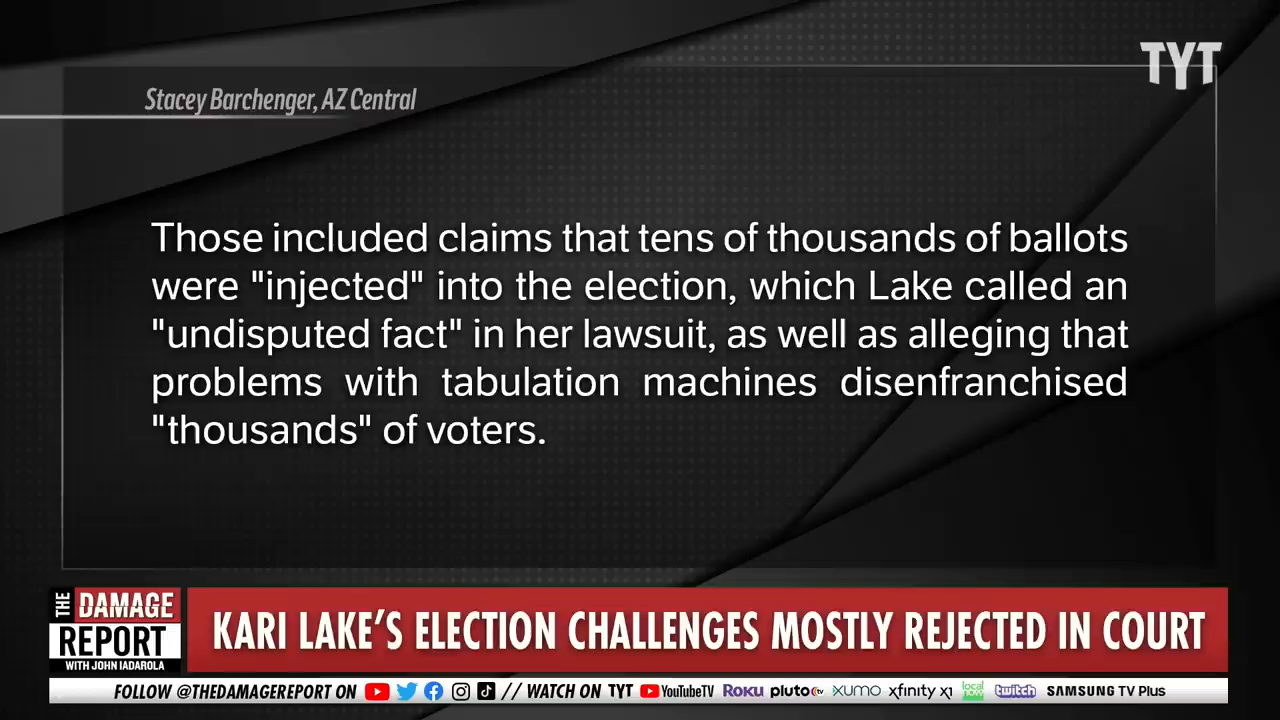 TYT
Stacey Barchenger, AZ Central
Those included claims that tens of thousands of ballots
were "injected" into the election, which Lake called an
"undisputed fact" in her lawsuit, as well as alleging that
problems with tabulation machines disenfranchised
"thousands" of voters.
THE DAMAGE
REPORT
WITH JOHN IADAROLA
KARI LAKE'S ELECTION CHALLENGES MOSTLY REJECTED IN COURT
FOLLOW @THEDAMAGEREPORT ON // WATCH ON TYT YouTubeTV ROKU pluto tv XUMO xfinity x1 local now twitch SAMSUNG TV PLUS